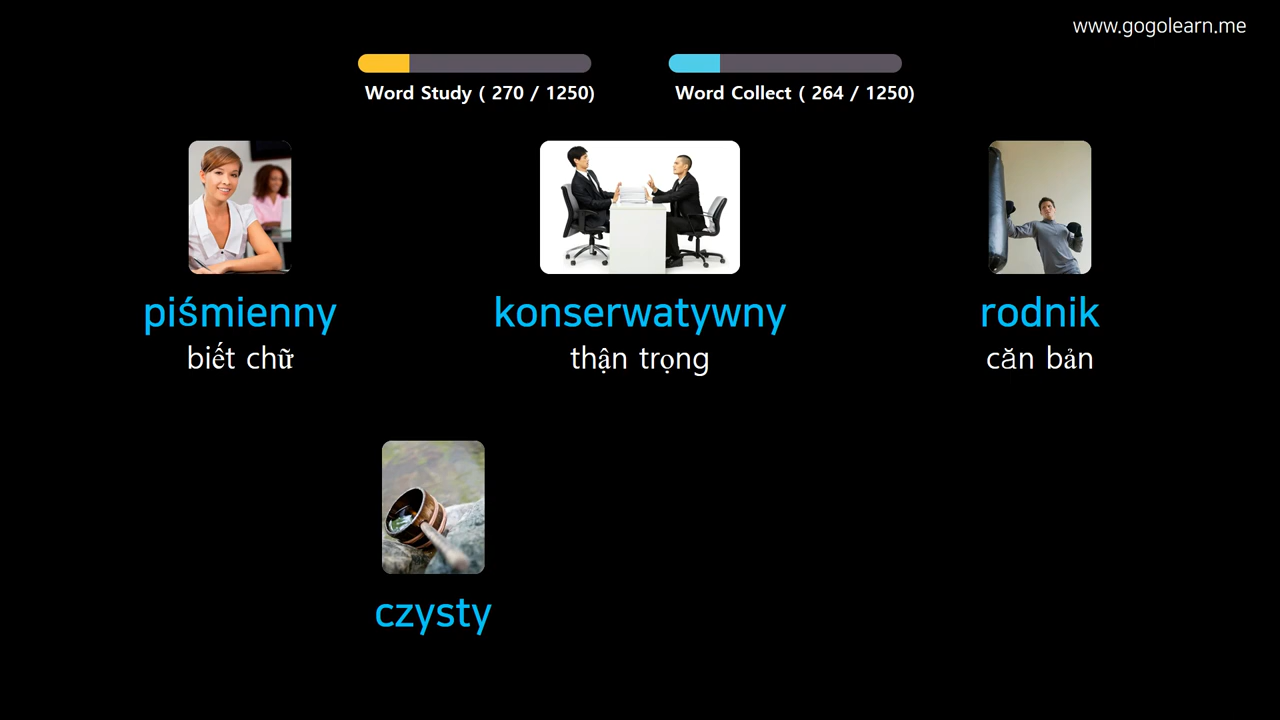 www.gogolearn.me
Word Study ( 270 / 1250)
Word Collect ( 264 / 1250)
piśmienny
biết chữ
konserwatywny
thận trọng
rodnik
căn bản
czysty